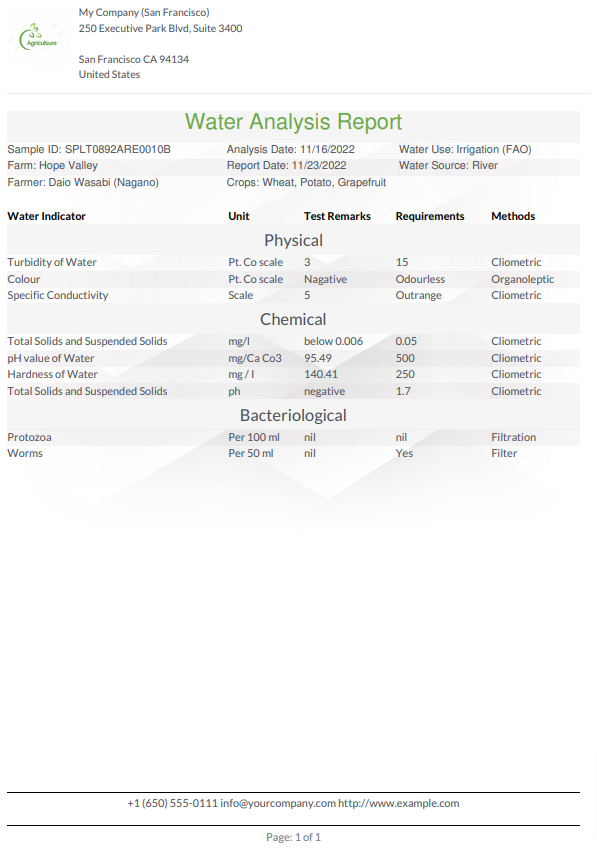 My Company (San Francisco)
250 Executive Park Blvd, Suite 3400
Agriculture
San Francisco CA 94134
United States
Water Analysis Report
Sample ID: SPLT0892ARE0010B Analysis Date: 11/16/2022 Water Use: Irrigation (FAO)
Farm: Hope Valley Report Date: 11/23/2022 Water Source: River
Farmer: Daio Wasabi (Nagano) Crops: Wheat, Potato, Grapefruit
Water Indicator Unit Test Remarks Requirements Methods
Physical
Turbidity of Water Pt. Co scale 3 15 Cliometric
Colour Pt. Co scale Nagative Odourless Organoleptic
Specific Conductivity Scale 5 Outrange Cliometric
Chemical
Total Solids and Suspended Solids mg/l below 0.006 0.05 Cliometric
pH value of Water mg/Ca Co3 95.49 500 Cliometric
Hardness of Water mg / l 140.41 250 Cliometric
Total Solids and Suspended Solids ph negative 1.7 Cliometric
Bacteriological
Protozoa Per 100 ml nil nil Filtration
Worms Per 50 ml nil Yes Filter
+1 (650) 555-0111 info@yourcompany.com http://www.example.com
Page: 1 of 1